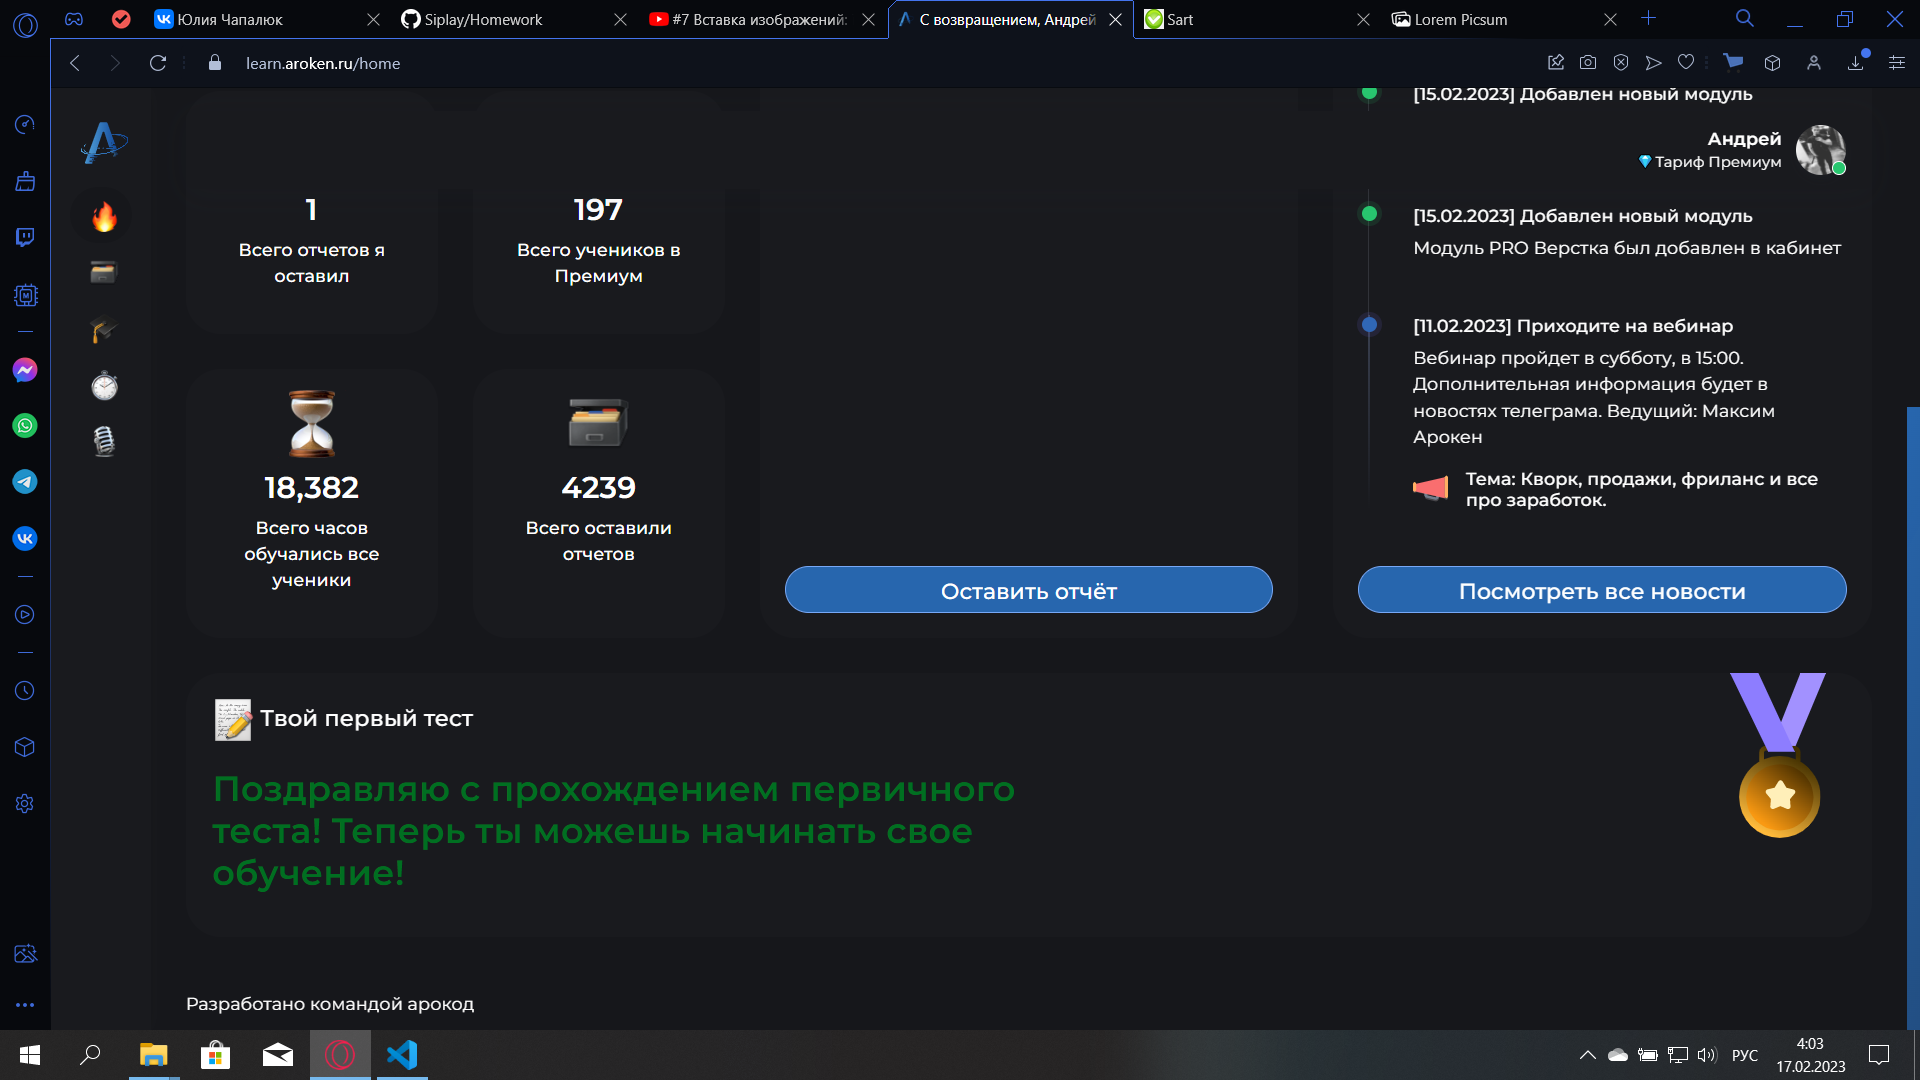 Юлия Чапалюк
Siplay/Homework
#7 Вставка изображений:
С возвращением, Андрей
Sart
Lorem Picsum
learn.aroken.ru/home
[15.02.2023] Добавлен новый модуль
Андрей
Тариф Премиум
1
Всего отчетов я
оставил
197
Всего учеников в
Премиум
[15.02.2023] Добавлен новый модуль
Модуль PRO Верстка был добавлен в кабинет
[11.02.2023] Приходите на вебинар
Вебинар пройдет в субботу, в 15:00.
Дополнительная информация будет в
новостях телеграма. Ведущий: Максим
Арокен
Тема: Кворк, продажи, фриланс и все
про заработок.
18,382
Всего часов
обучались все
ученики
4239
Всего оставили
отчетов
Оставить отчёт
Посмотреть все новости
Твой первый тест
Поздравляю с прохождением первичного
теста! Теперь ты можешь начинать свое
обучение!
Разработано командой арокод
РУС
4:03
17.02.2023